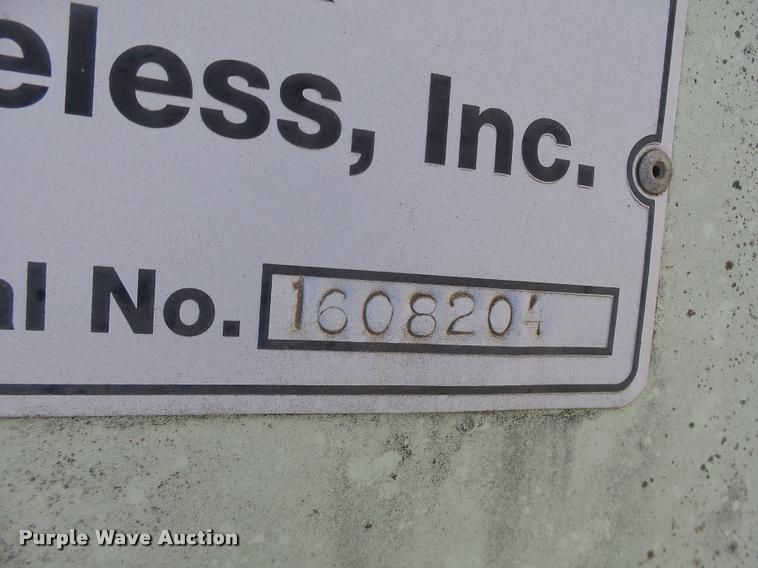 eless, Inc.
al No. 1608204
Purple Wave Auction